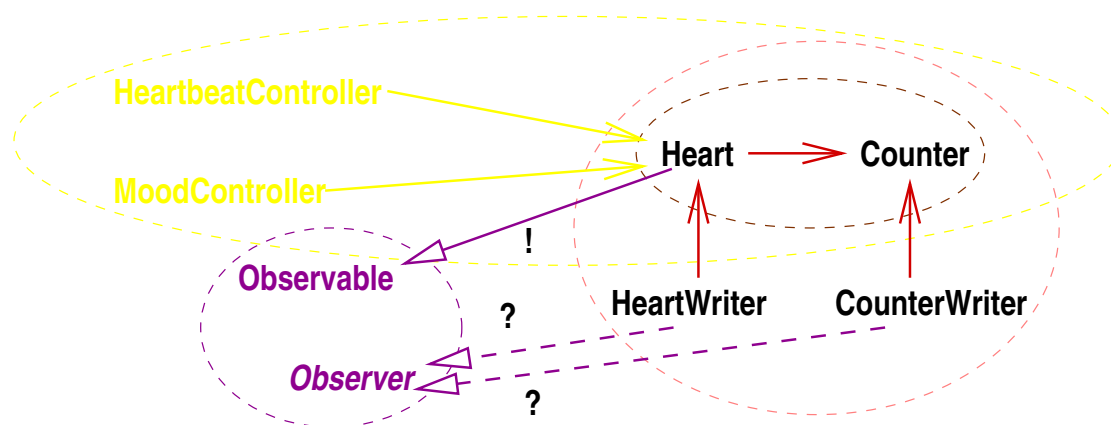 HeartbeatController
Heart
Counter
MoodController
!
Observable
HeartWriter
CounterWriter
?
Observer
?